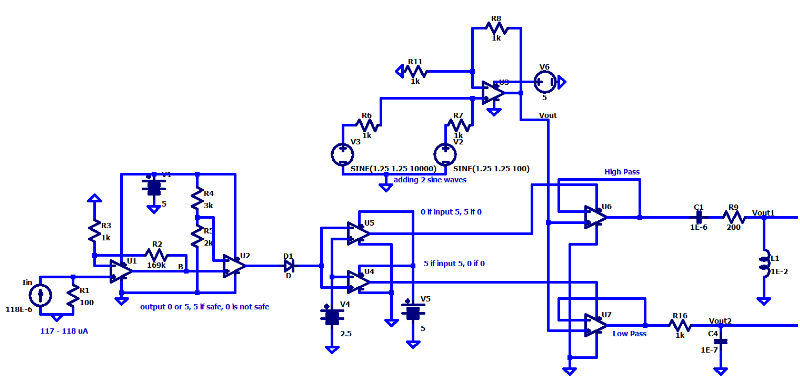 R8
1k
R11
1k
U3
V6
5
Vout
R6
1k
R7
1k
V3
V2
SINE(1.25 1.25 10000)
SINE(1.25 1.25 100)
adding 2 sine waves
High Pass
V1
5
R4
3k
R5
2k
R3
1k
R2
169k
U1
B
U2
D1
D
U5
0 if input 5, 5 if 0
U4
5 if input 5, 0 if 0
U6
C1
1E-6
R9
200
Vout1
L1
1E-2
Iin
118E-6
R1
100
117 - 118 uA
output 0 or 5, 5 if safe, 0 is not safe
V4
2.5
V5
5
U7
Low Pass
R16
1k
Vout2
C4
1E-7